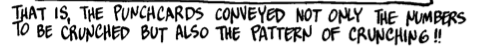 THAT IS, THE PUNCHCARDS CONVEYED NOT ONLY THE NUMBERS
TO BE CRUNCHED BUT ALSO THE PATTERN OF CRUNCHING!!